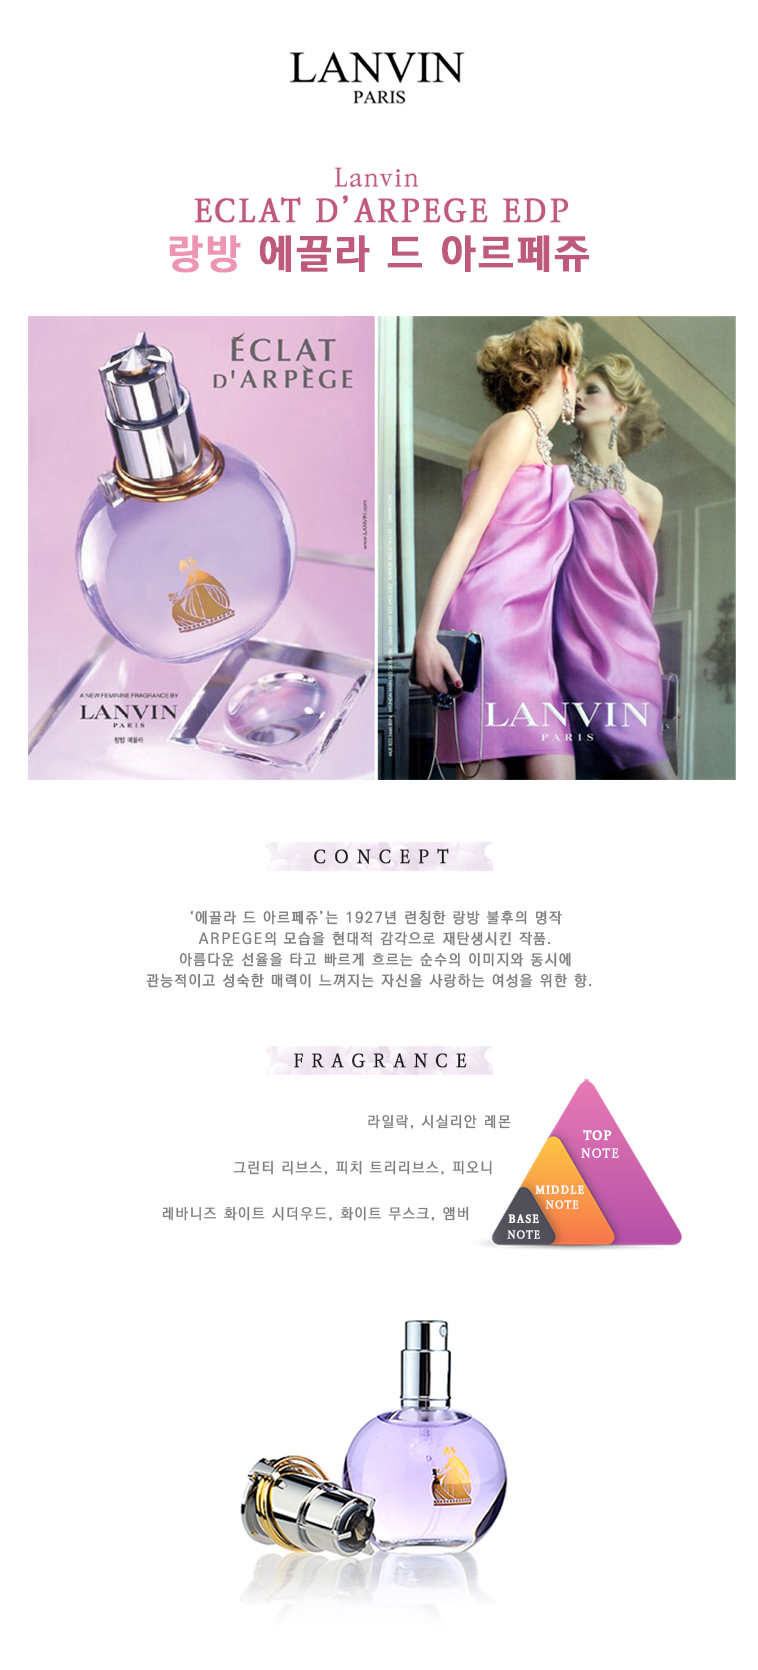 LANVIN
PARIS
Lanvin
ECLAT D’ARPEGE EDP
랑방 에끌라 드 아르페쥬
ÉCLAT
D'ARPÈGE
www.LANVIN.com
A NEW FEMININE FRAGRANCE BY
LANVIN
PARIS
랑방 에끌라
LANVIN
PARIS
CONCEPT
‘에끌라 드 아르페쥬’는 1927년 런칭한 랑방 불후의 명작
ARPEGE의 모습을 현대적 감각으로 재탄생시킨 작품.
아름다운 선율을 타고 빠르게 흐르는 순수의 이미지와 동시에
관능적이고 성숙한 매력이 느껴지는 자신을 사랑하는 여성을 위한 향.
FRAGRANCE
라일락, 시실리안 레몬
TOP
NOTE
그린티 리브스, 피치 트리리브스, 피오니
MIDDLE
NOTE
레바니즈 화이트 시더우드, 화이트 무스크, 앰버
BASE
NOTE